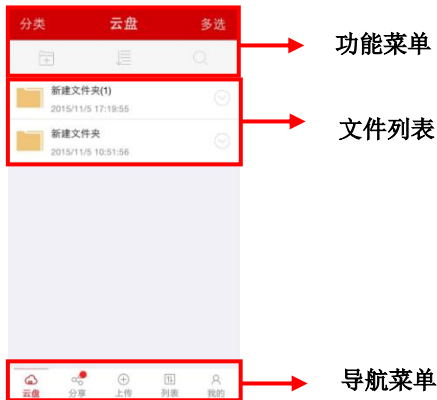 分类 云盘 多选
功能菜单
新建文件夹(1)
2015/11/5 17:19:55
新建文件夹
2015/11/5 10:51:56
文件列表
云盘 分享 上传 列表 我的
导航菜单